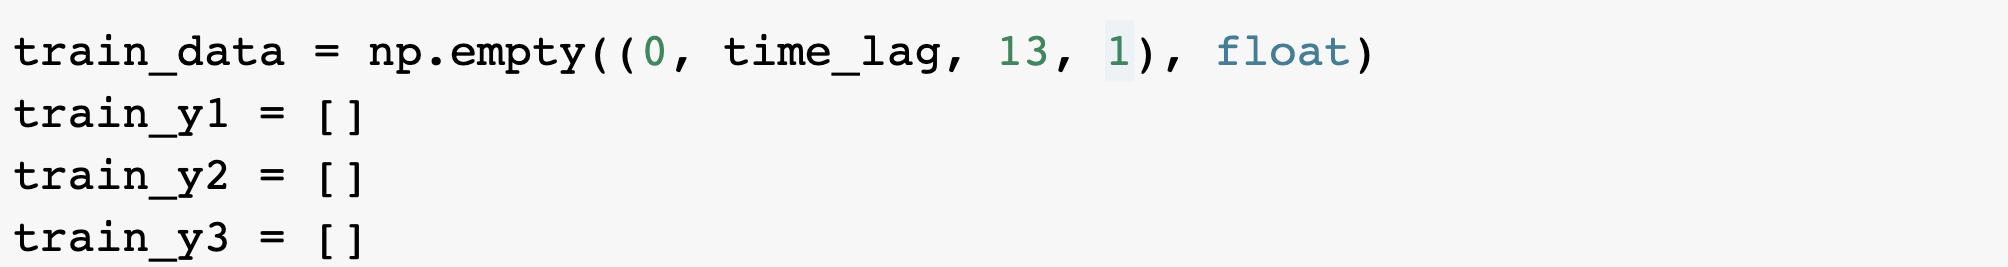 train_data = np.empty((0, time_lag, 13, 1), float)
train_y1 = []
train_y2 = []
train_y3 = []